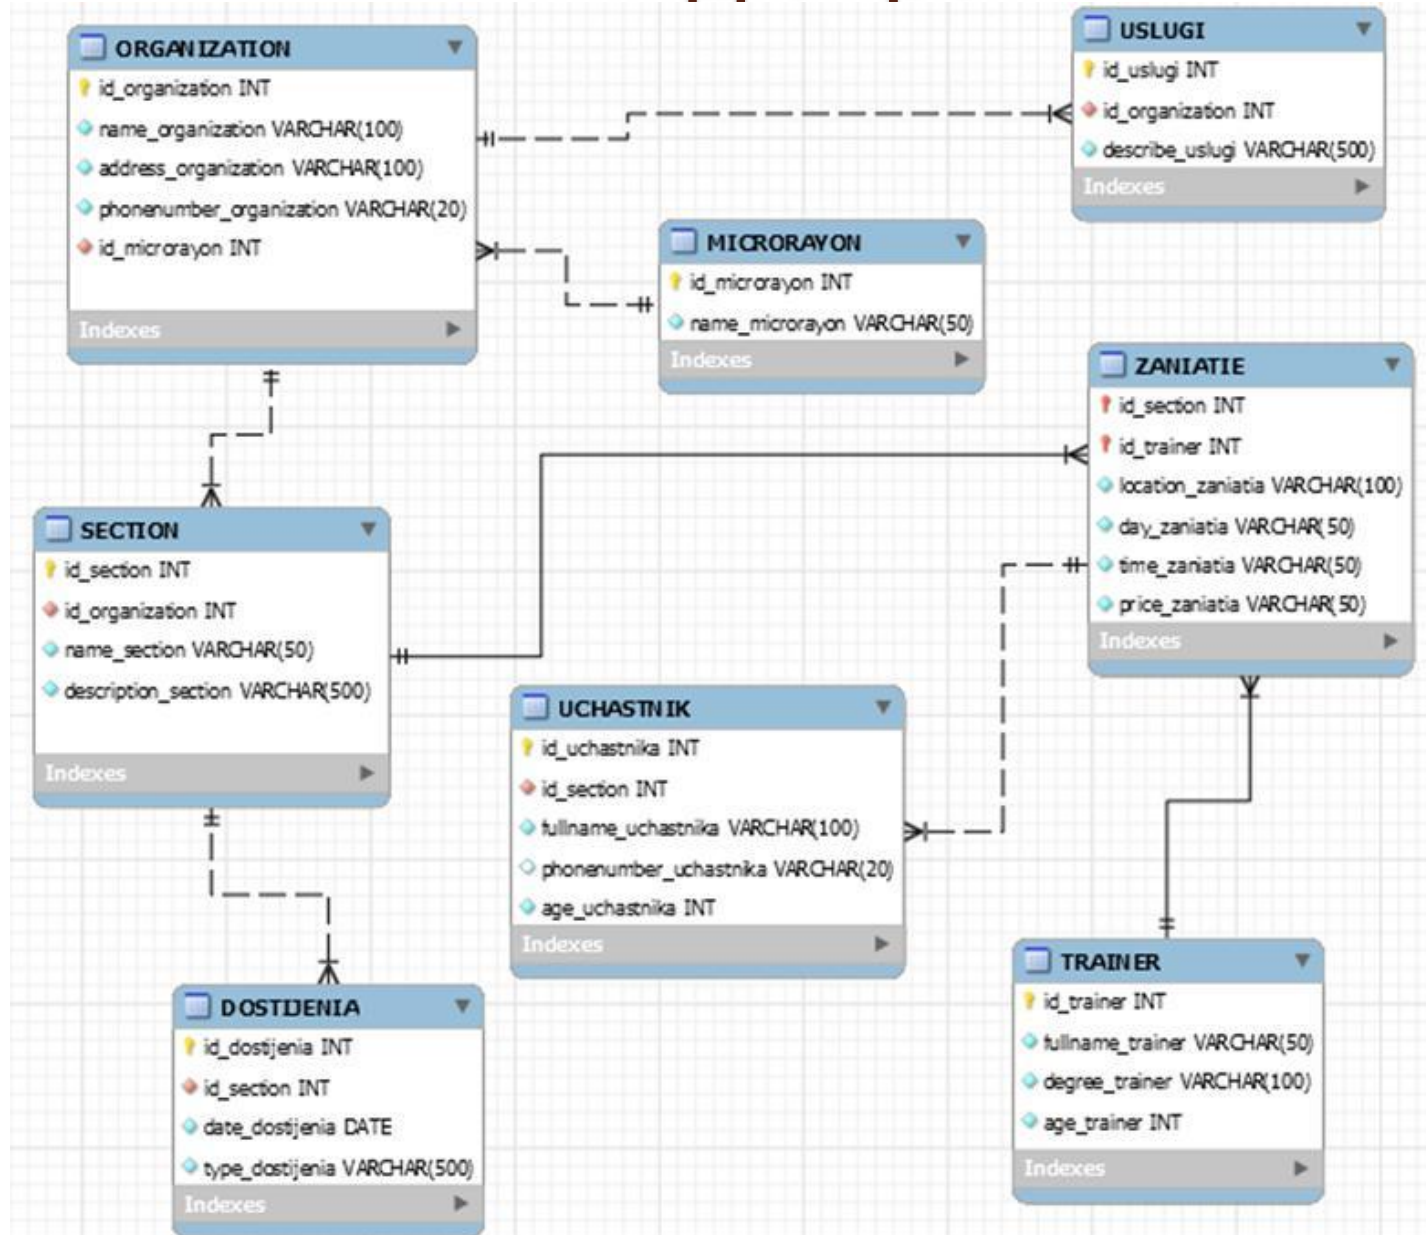 ORGANIZATION
id_organization INT
name_organization VARCHAR(100)
address_organization VARCHAR(100)
phonenumber_organization VARCHAR(20)
id_microrayon INT
Indexes
USLUGI
id_uslugi INT
id_organization INT
describe_uslugi VARCHAR(500)
Indexes
MICRORAYON
id_microrayon INT
name_microrayon VARCHAR(50)
Indexes
ZANIATIE
id_section INT
id_trainer INT
location_zaniatia VARCHAR(100)
day_zaniatia VARCHAR(50)
time_zaniatia VARCHAR(50)
price_zaniatia VARCHAR(50)
Indexes
SECTION
id_section INT
id_organization INT
name_section VARCHAR(50)
description_section VARCHAR(500)
Indexes
UCHASTNIK
id_uchastnika INT
id_section INT
fullname_uchastnika VARCHAR(100)
phonenumber_uchastnika VARCHAR(20)
age_uchastnika INT
Indexes
DOSTIJENIA
id_dostijenia INT
id_section INT
date_dostijenia DATE
type_dostijenia VARCHAR(500)
Indexes
TRAINER
id_trainer INT
fullname_trainer VARCHAR(50)
degree_trainer VARCHAR(100)
age_trainer INT
Indexes